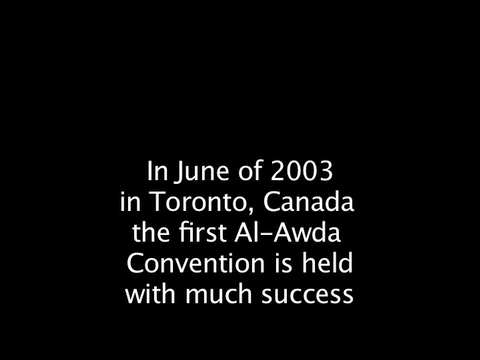 In June of 2003
in Toronto, Canada
the first Al-Awda
Convention is held
with much success